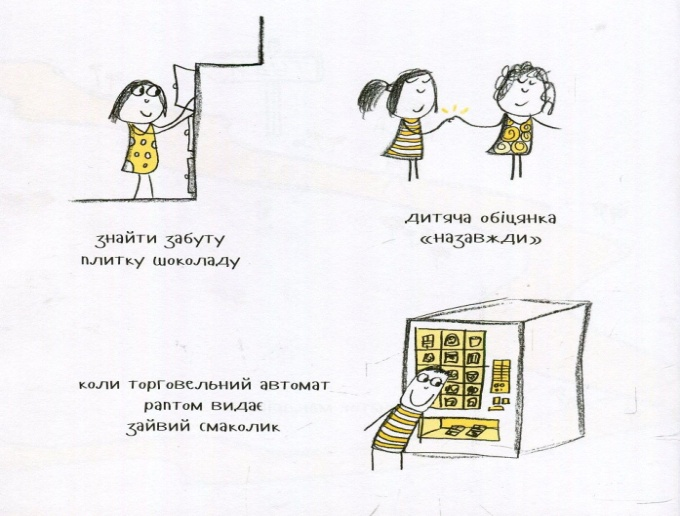 знайти забуту
плитку шоколаду
дитяча обіцянка
«назавжди»
коли торговельний автомат
раптом видає
зайвий смаколик